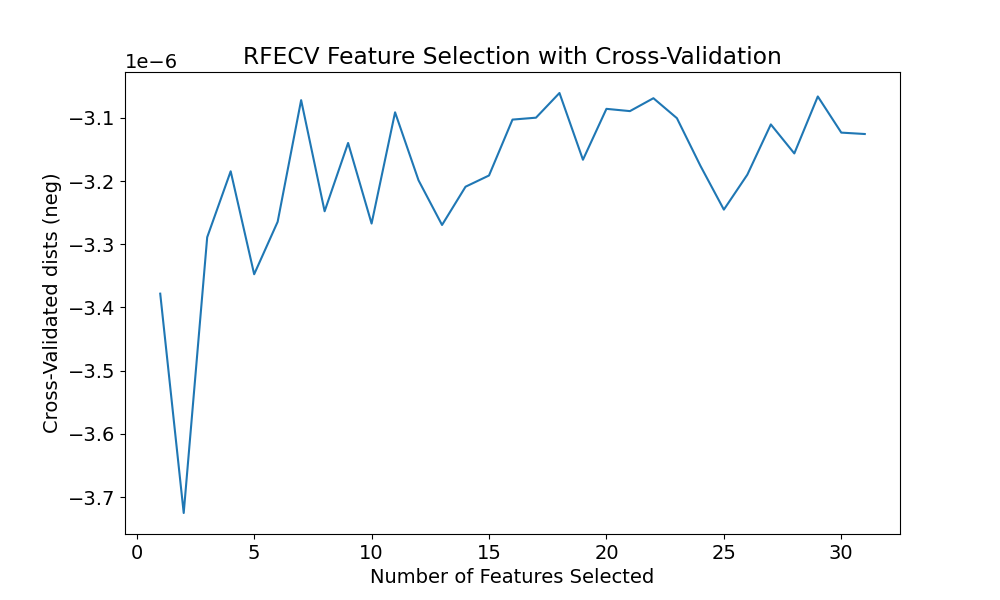 RFECV Feature Selection with Cross-Validation
1e−6
Cross-Validated dists (neg)
−3.1
−3.2
−3.3
−3.4
−3.5
−3.6
−3.7
0 5 10 15 20 25 30
Number of Features Selected